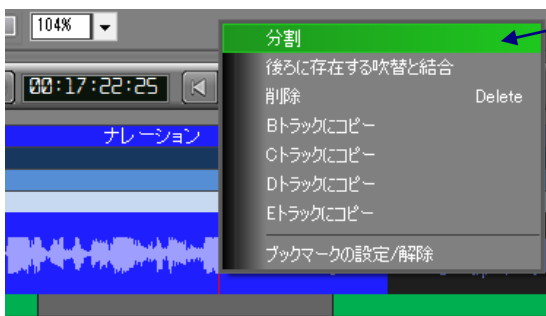 104%
分割
後ろに存在する吹替と結合
00:17:22:25
削除 Delete
ナレーション
Bトラックにコピー
Cトラックにコピー
Dトラックにコピー
Eトラックにコピー
ブックマークの設定/解除